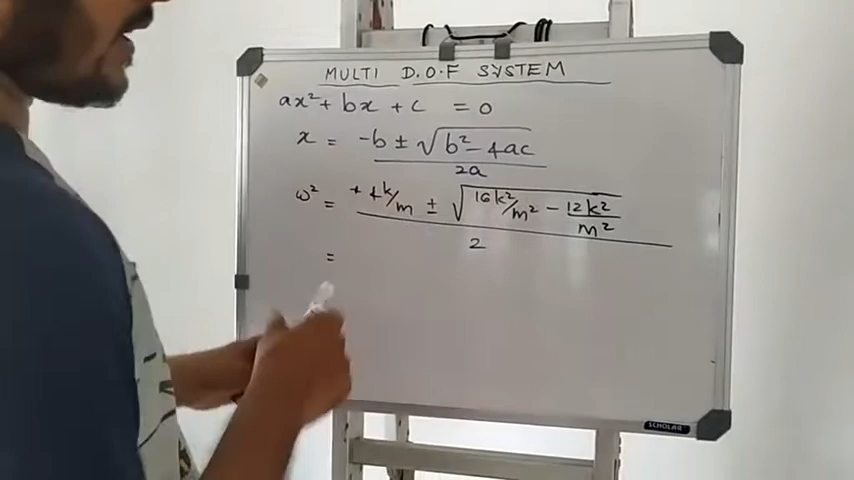 MULTI D.O.F SYSTEM
ax² + bx + c = 0
x = -b ± √(b² - 4ac) / 2a
ω² = + 4k/m ± √(16k²/m² - 12k²/m²) / 2
=
SCHOLAR